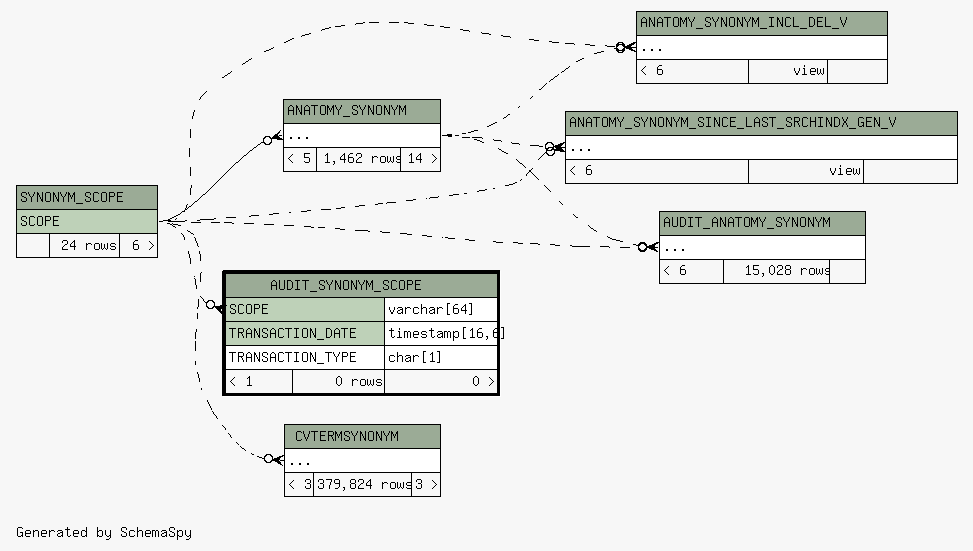 ANATOMY_SYNONYM_INCL_DEL_V
...
< 6 view
ANATOMY_SYNONYM
...
< 5 1,462 rows 14 >
ANATOMY_SYNONYM_SINCE_LAST_SRCHINDX_GEN_V
...
< 6 view
SYNONYM_SCOPE
SCOPE
24 rows 6 >
AUDIT_ANATOMY_SYNONYM
...
< 6 15,028 rows
AUDIT_SYNONYM_SCOPE
SCOPE varchar[64]
TRANSACTION_DATE timestamp[16,6]
TRANSACTION_TYPE char[1]
< 1 0 rows 0 >
CVTERMSYNONYM
...
< 3 379,824 rows 3 >
Generated by SchemaSpy